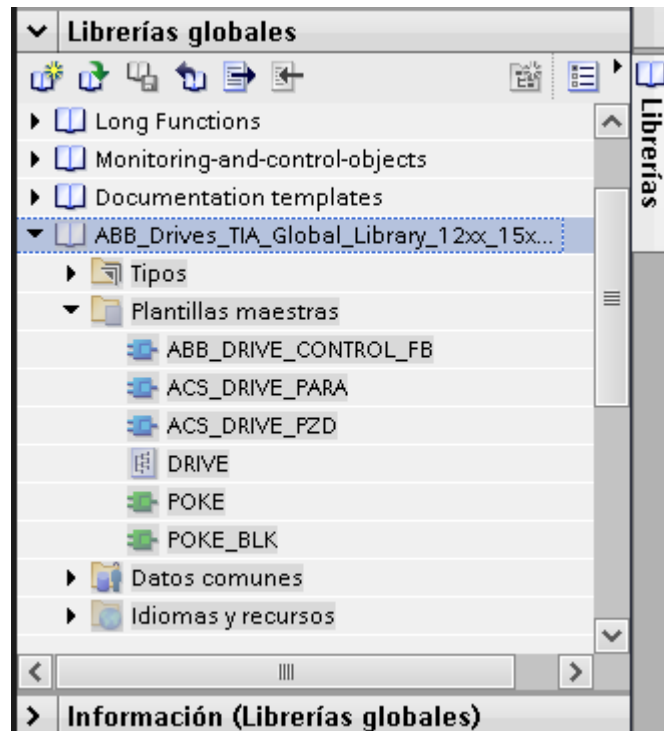 Librerías globales
Long Functions
Monitoring-and-control-objects
Documentation templates
ABB_Drives_TIA_Global_Library_12xx_15x...
Tipos
Plantillas maestras
ABB_DRIVE_CONTROL_FB
ACS_DRIVE_PARA
ACS_DRIVE_PZD
DRIVE
POKE
POKE_BLK
Datos comunes
Idiomas y recursos
Información (Librerías globales)
Librerías